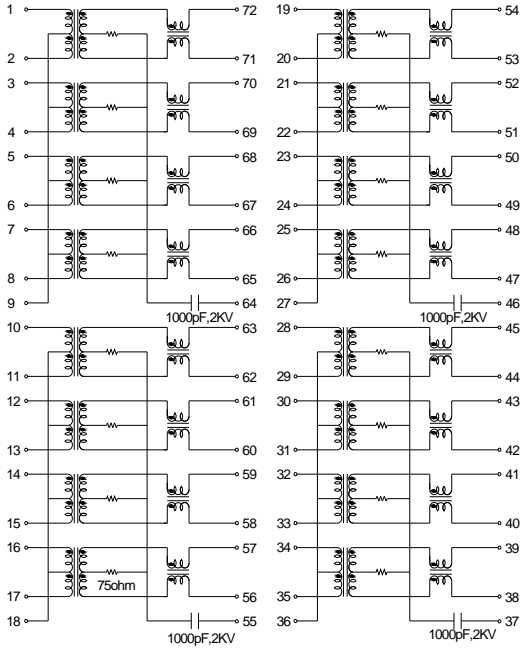 1 72 19 54
2 71 20 53
3 70 21 52
4 69 22 51
5 68 23 50
6 67 24 49
7 66 25 48
8 65 26 47
9 64 27 46
1000pF,2KV 1000pF,2KV
10 63 28 45
11 62 29 44
12 61 30 43
13 60 31 42
14 59 32 41
15 58 33 40
16 57 34 39
75ohm
17 56 35 38
18 55 36 37
1000pF,2KV 1000pF,2KV